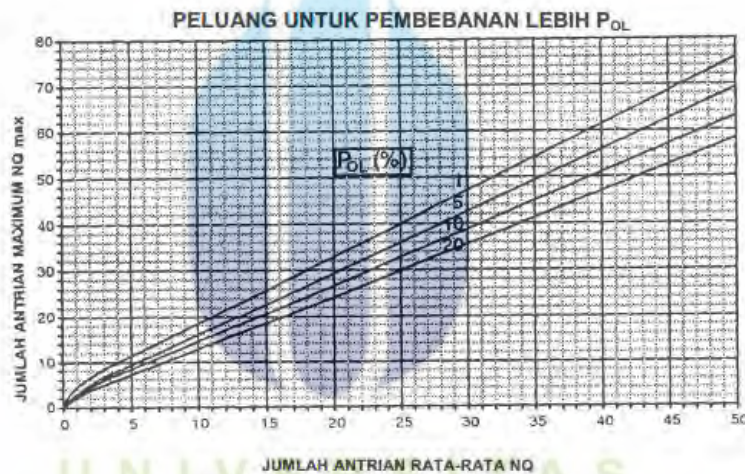 PELUANG UNTUK PEMBEBANAN LEBIH POL
JUMLAH ANTRIAN MAXIMUM NQ max
80
70
60
50
40
30
20
10
0
POL (%)
1
5
10
20
0 5 10 15 20 25 30 35 40 45 50
JUMLAH ANTRIAN RATA-RATA NQ